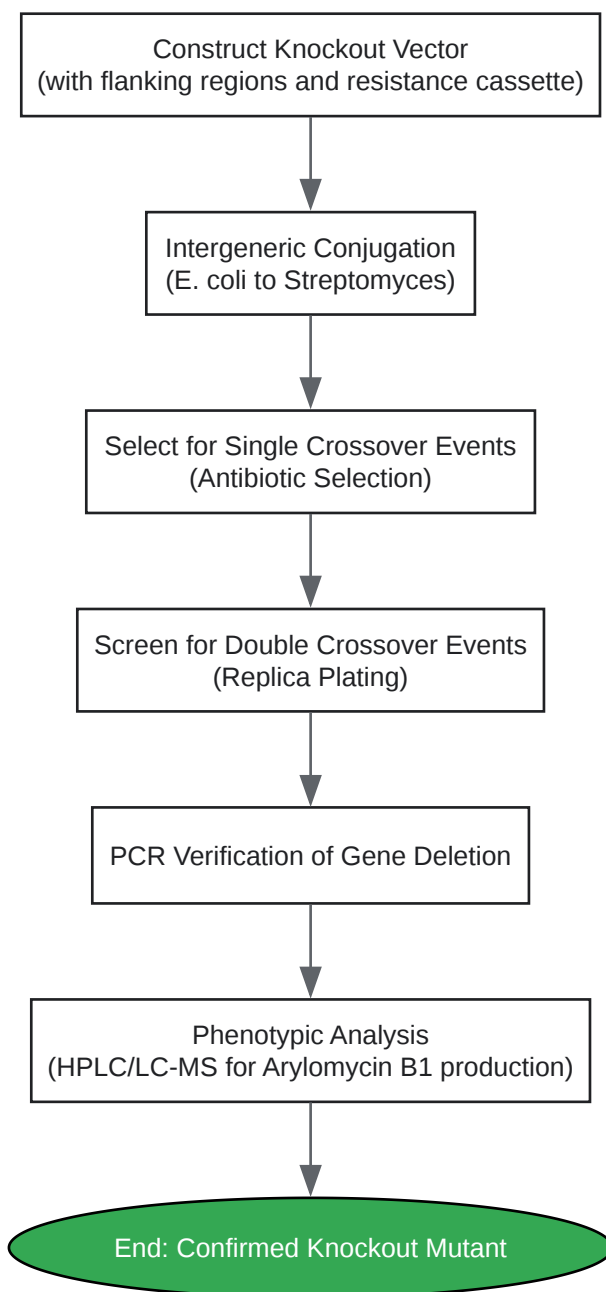 Construct Knockout Vector
(with flanking regions and resistance cassette)
Intergeneric Conjugation
(E. coli to Streptomyces)
Select for Single Crossover Events
(Antibiotic Selection)
Screen for Double Crossover Events
(Replica Plating)
PCR Verification of Gene Deletion
Phenotypic Analysis
(HPLC/LC-MS for Arylomycin B1 production)
End: Confirmed Knockout Mutant